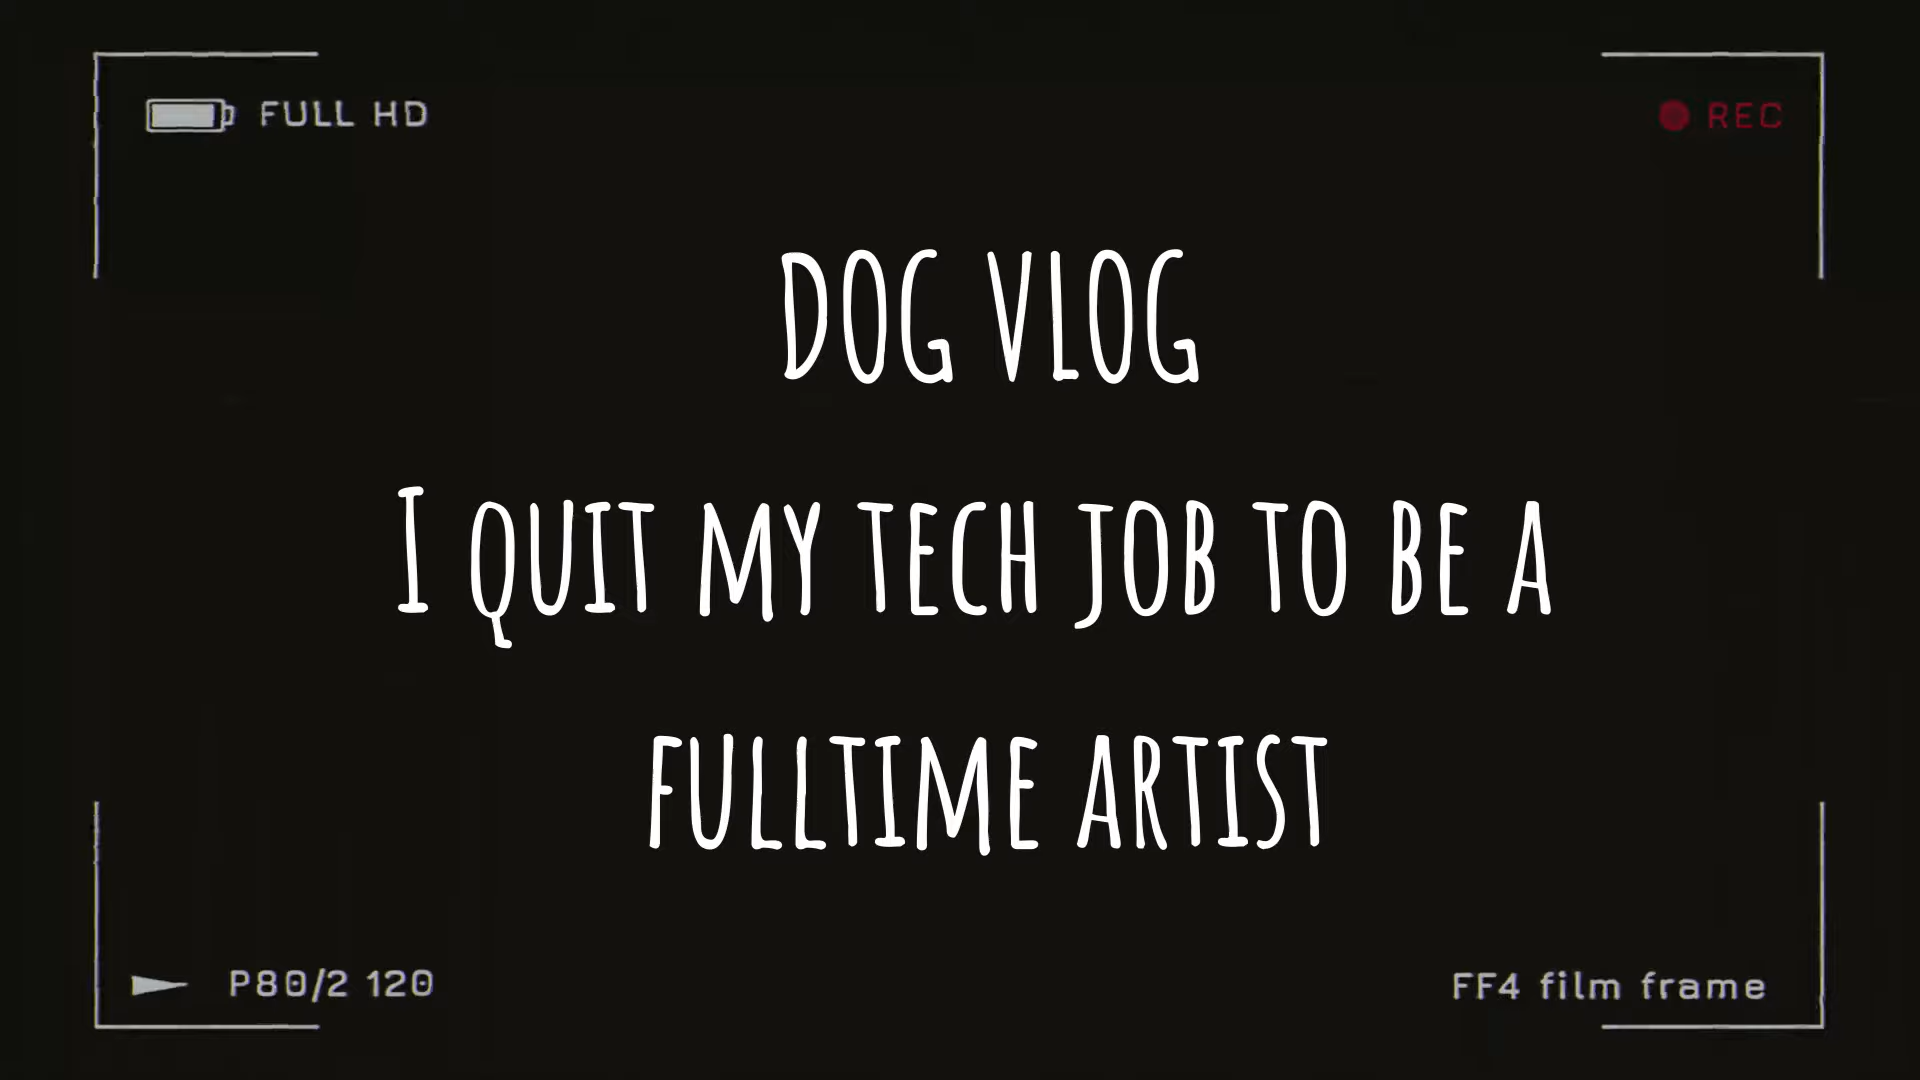 FULL HD
REC
DOG VLOG
I QUIT MY TECH JOB TO BE A
FULLTIME ARTIST
P80/2 120
FF4 film frame